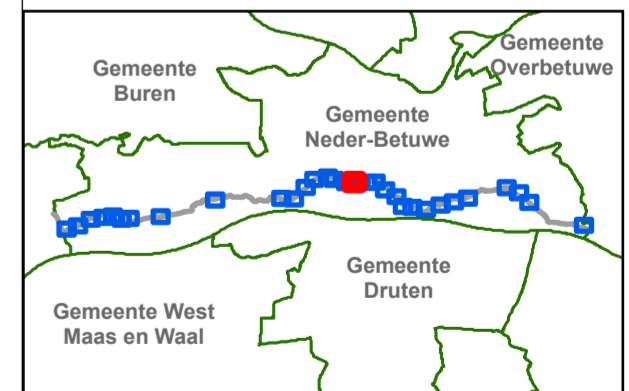 Gemeente
Overbetuwe
Gemeente
Buren
Gemeente
Neder-Betuwe
Gemeente
Druten
Gemeente West
Maas en Waal